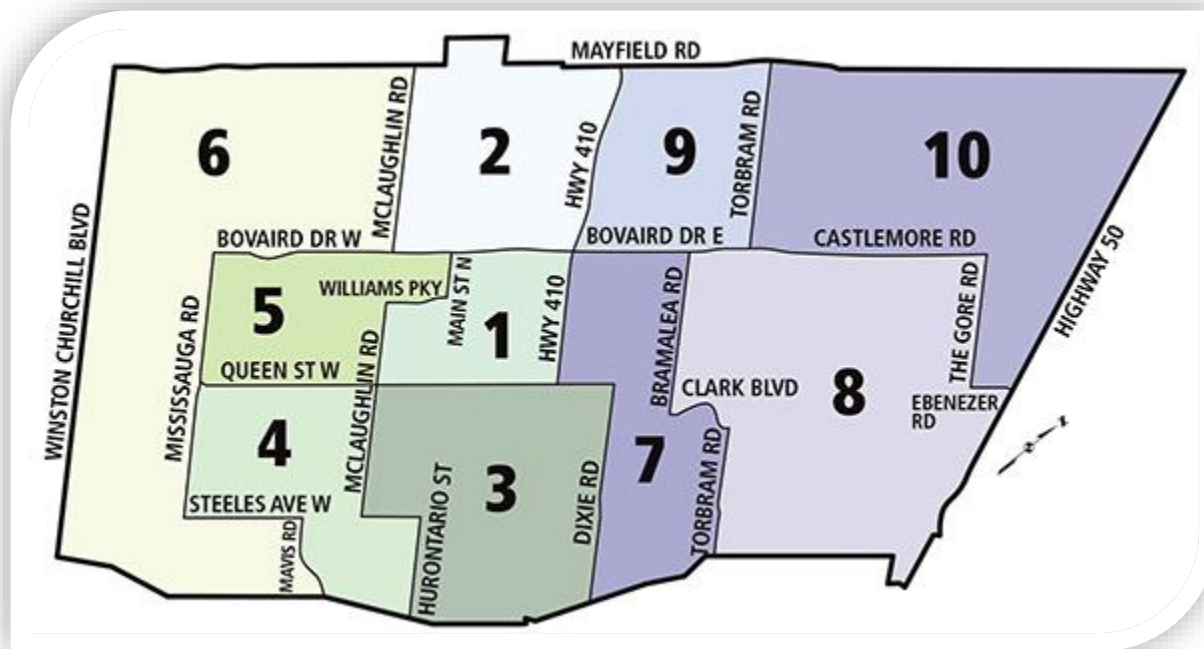 MAYFIELD RD
6
MCLAUGHLIN RD
2
HWY 410
9
TORBRAM RD
10
WINSTON CHURCHILL BLVD
BOVAIRD DR W
BOVAIRD DR E
CASTLEMORE RD
HIGHWAY 50
MISSISSAUGA RD
5
WILLIAMS PKY
MAIN ST N
1
HWY 410
BRAMALEA RD
THE GORE RD
QUEEN ST W
MCLAUGHLIN RD
CLARK BLVD
8
EBENEZER
RD
4
3
7
STEELES AVE W
MAVIS RD
HURONTARIO ST
DIXIE RD
TORBRAM RD